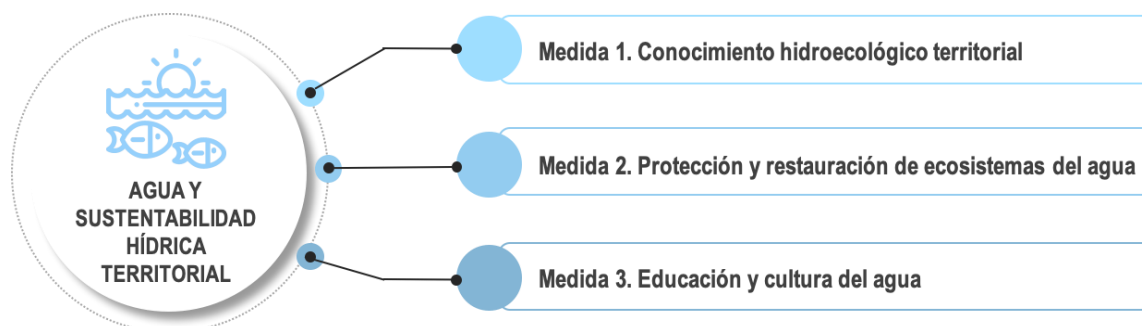 AGUA Y
SUSTENTABILIDAD
HÍDRICA
TERRITORIAL
Medida 1. Conocimiento hidroecológico territorial
Medida 2. Protección y restauración de ecosistemas del agua
Medida 3. Educación y cultura del agua